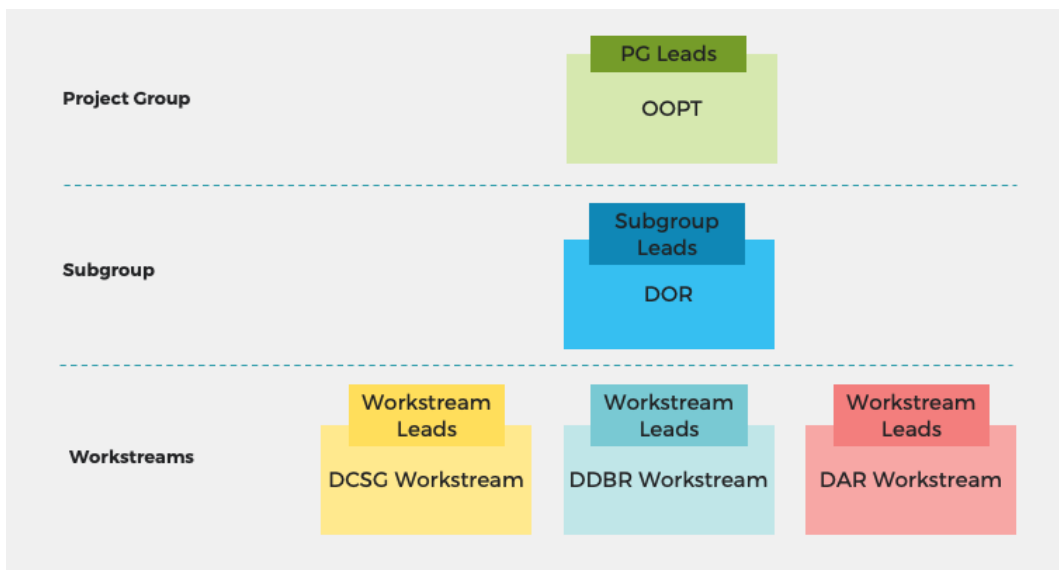 Project Group
PG Leads
OOPT
Subgroup
Subgroup
Leads
DOR
Workstreams
Workstream
Leads
DCSG Workstream
Workstream
Leads
DDBR Workstream
Workstream
Leads
DAR Workstream